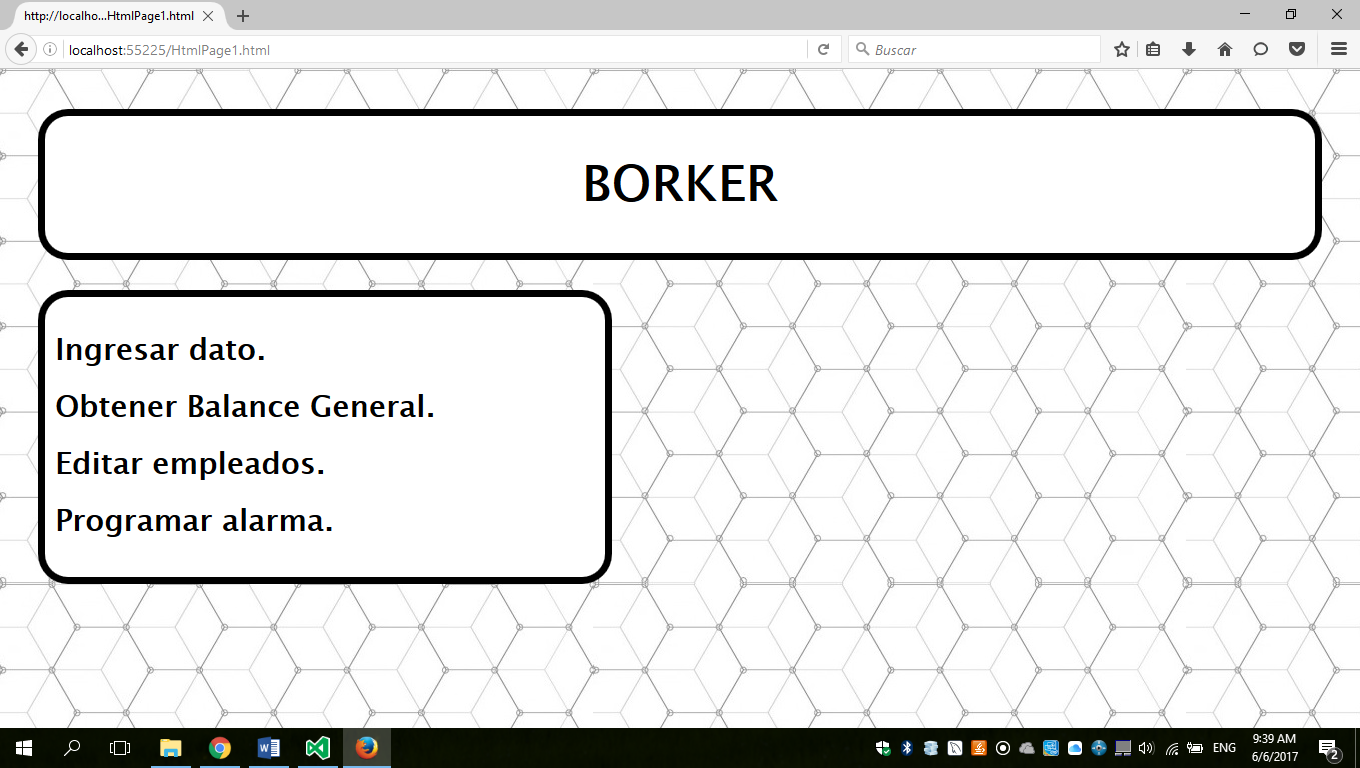 http://localho...HtmlPage1.html
localhost:55225/HtmlPage1.html
Buscar
BORKER
Ingresar dato.
Obtener Balance General.
Editar empleados.
Programar alarma.
ENG
9:39 AM
6/6/2017
2